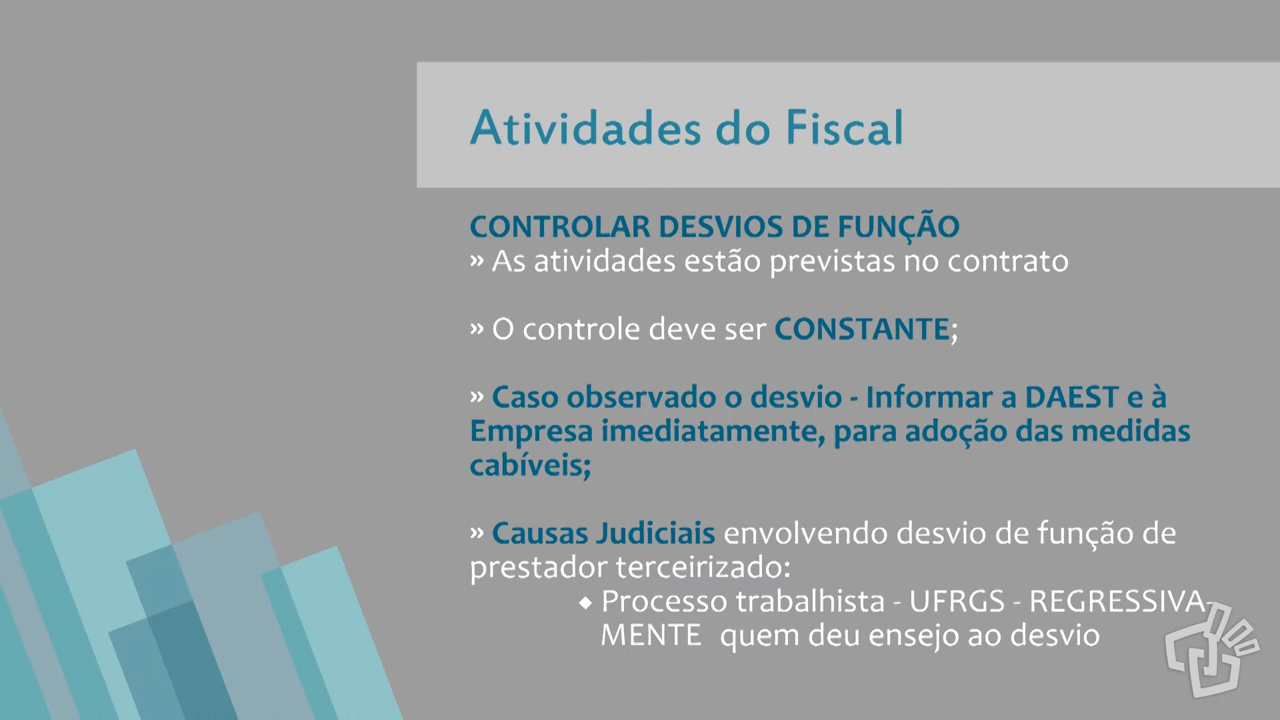 Atividades do Fiscal
CONTROLAR DESVIOS DE FUNÇÃO
» As atividades estão previstas no contrato
» O controle deve ser CONSTANTE;
» Caso observado o desvio - Informar a DAEST e à
Empresa imediatamente, para adoção das medidas
cabíveis;
» Causas Judiciais envolvendo desvio de função de
prestador terceirizado:
◆ Processo trabalhista - UFRGS - REGRESSIVA-
MENTE quem deu ensejo ao desvio